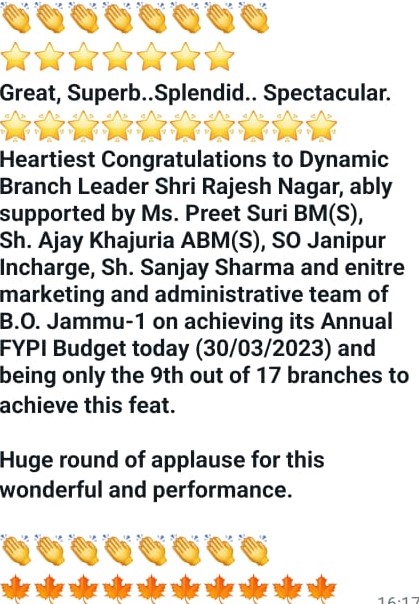 👏👏👏👏👏👏👏👏
⭐⭐⭐⭐⭐⭐⭐
Great, Superb..Splendid.. Spectacular.
🌟🌟🌟🌟🌟🌟🌟🌟🌟🌟
Heartiest Congratulations to Dynamic
Branch Leader Shri Rajesh Nagar, ably
supported by Ms. Preet Suri BM(S),
Sh. Ajay Khajuria ABM(S), SO Janipur
Incharge, Sh. Sanjay Sharma and enitre
marketing and administrative team of
B.O. Jammu-1 on achieving its Annual
FYPI Budget today (30/03/2023) and
being only the 9th out of 17 branches to
achieve this feat.
Huge round of applause for this
wonderful and performance.
👏👏👏👏👏👏👏👏
🍁🍁🍁🍁🍁🍁🍁🍁🍁🍁
16:17